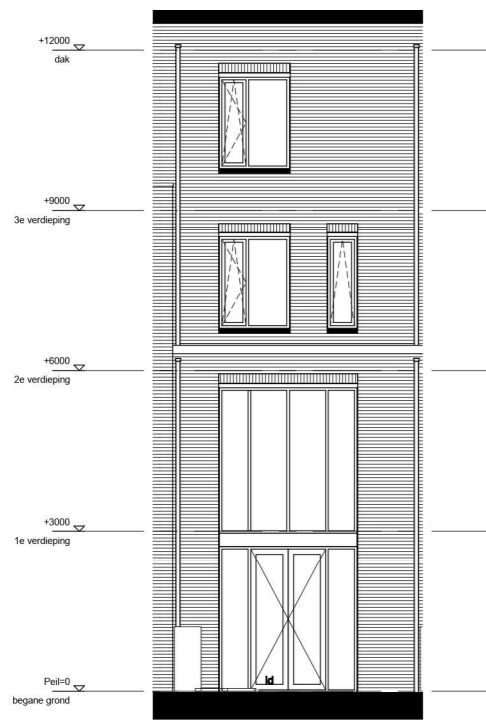 +12000
dak
+9000
3e verdieping
+6000
2e verdieping
+3000
1e verdieping
ld
Peil=0
begane grond